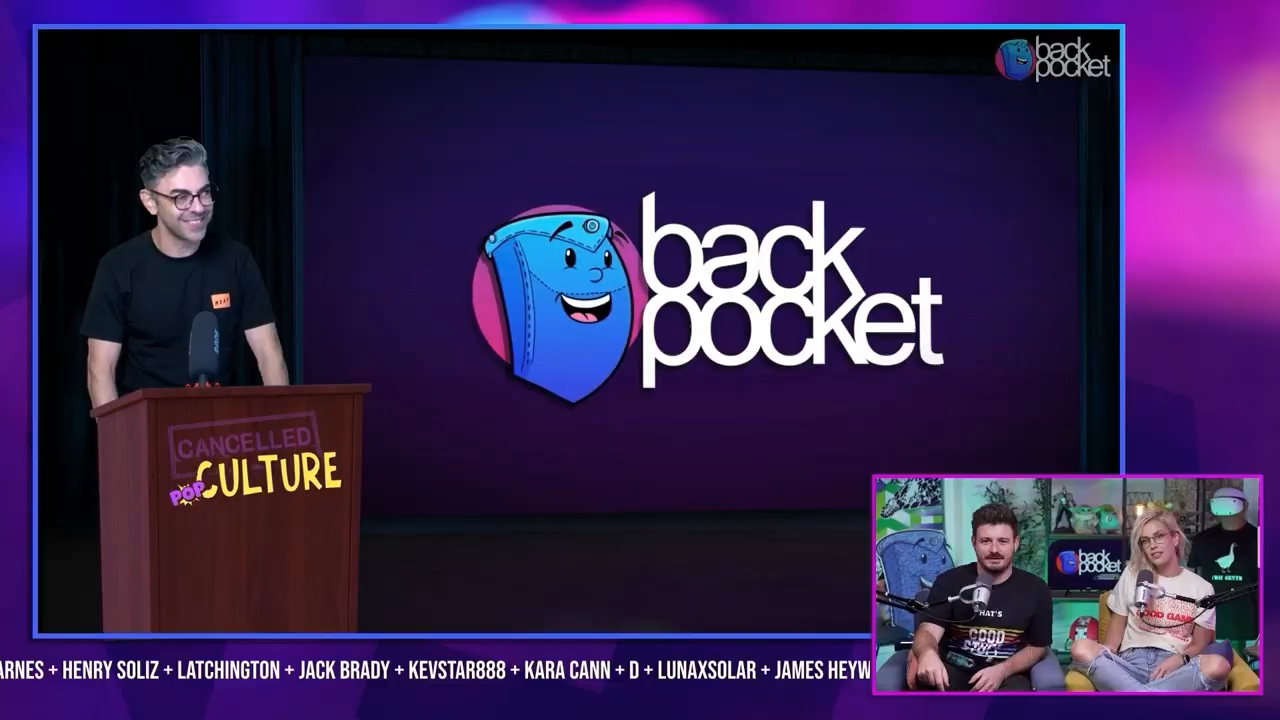 back
pocket
back
pocket
CANCELLED
POP
CULTURE
back
pocket
THAT'S
GOOD
STUFF
ARNES + HENRY SOLIZ + LATCHINGTON + JACK BRADY + KEVSTAR888 + KARA CANN + D + LUNAXSOLAR + JAMES HEYW